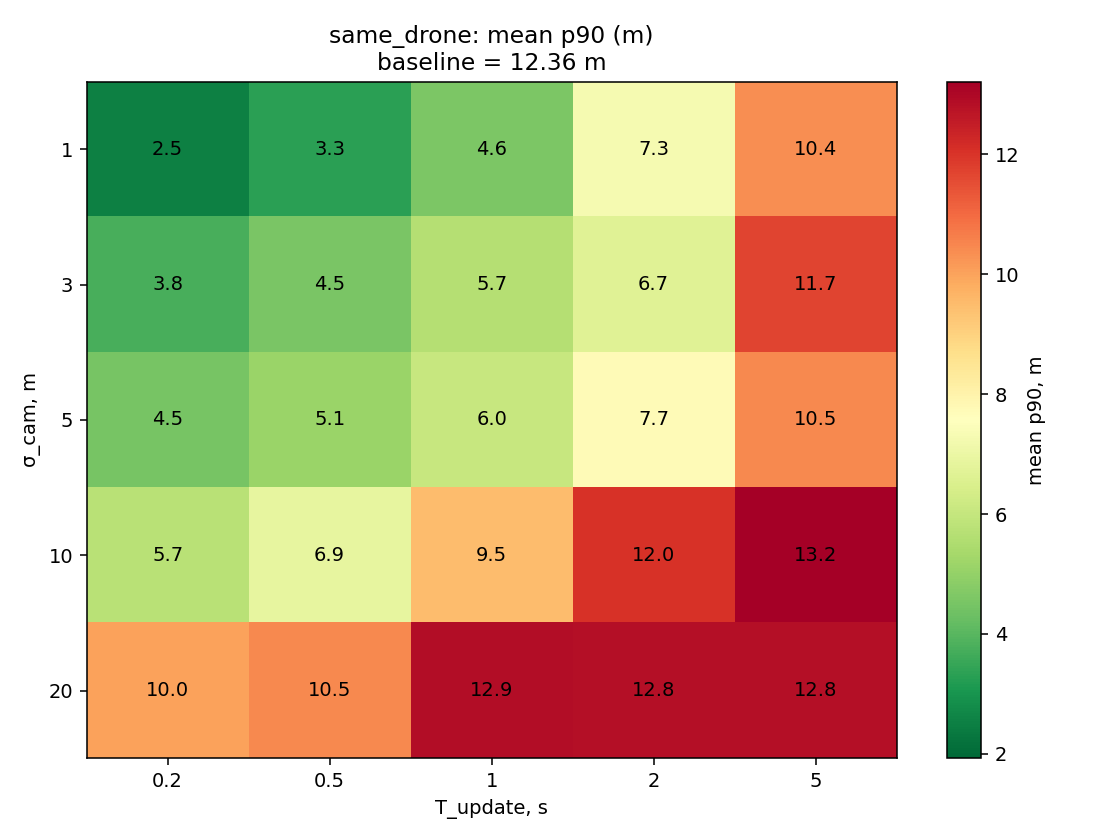 same_drone: mean p90 (m)
baseline = 12.36 m
1 2.5 3.3 4.6 7.3 10.4
3 3.8 4.5 5.7 6.7 11.7
5 4.5 5.1 6.0 7.7 10.5
10 5.7 6.9 9.5 12.0 13.2
20 10.0 10.5 12.9 12.8 12.8
0.2 0.5 1 2 5
T_update, s
σ_cam, m
12
10
8
6
4
2
mean p90, m